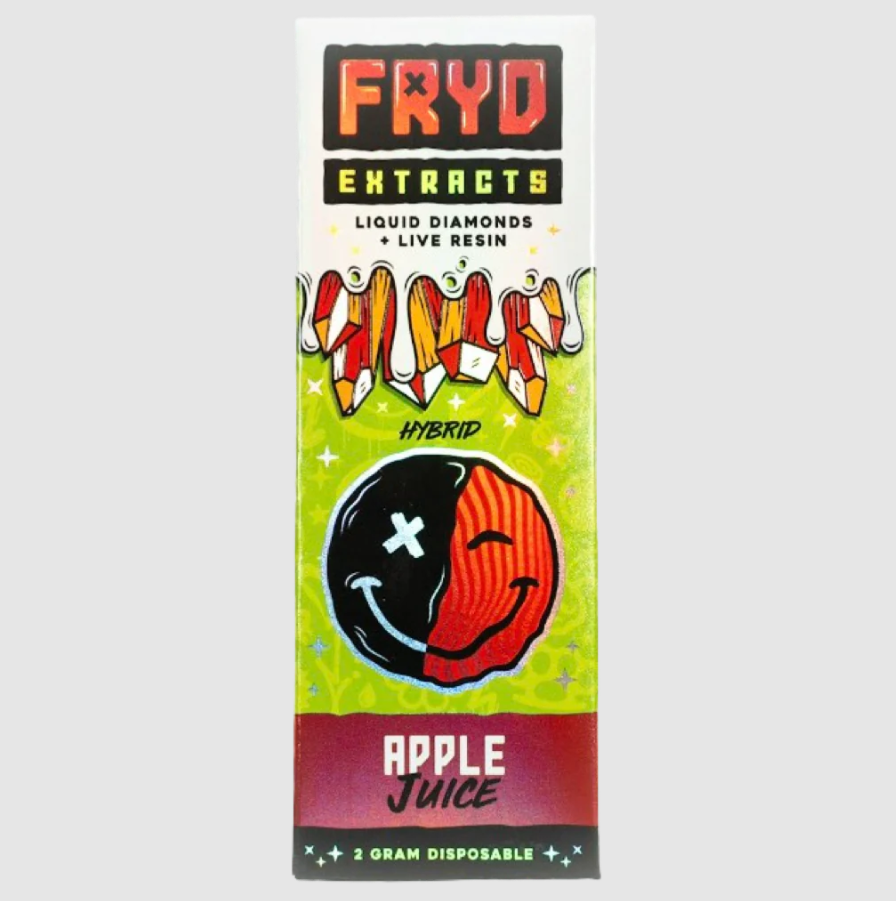 FRYD
EXTRACTS
LIQUID DIAMONDS
+ LIVE RESIN
HYBRID
APPLE
JUICE
2 GRAM DISPOSABLE